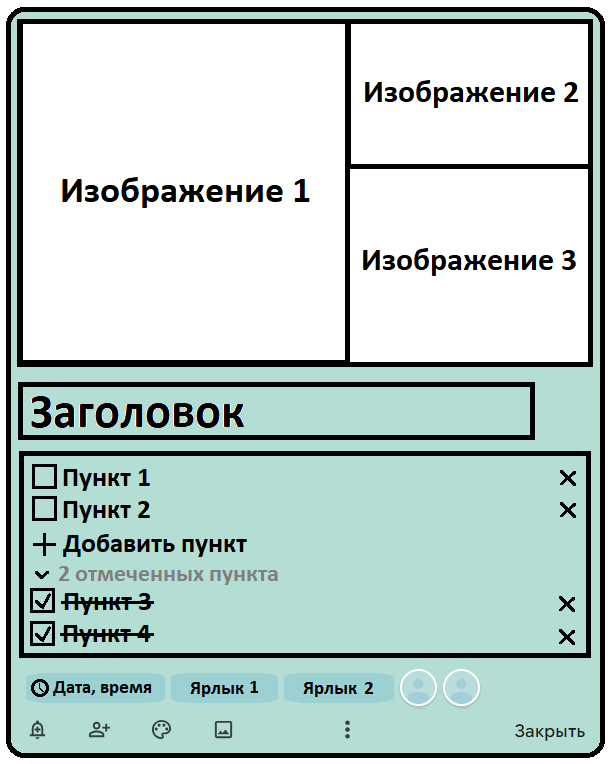 Изображение 1
Изображение 2
Изображение 3
Заголовок
Пункт 1
Пункт 2
Добавить пункт
2 отмеченных пункта
Пункт 3
Пункт 4
Дата, время Ярлык 1 Ярлык 2
Закрыть